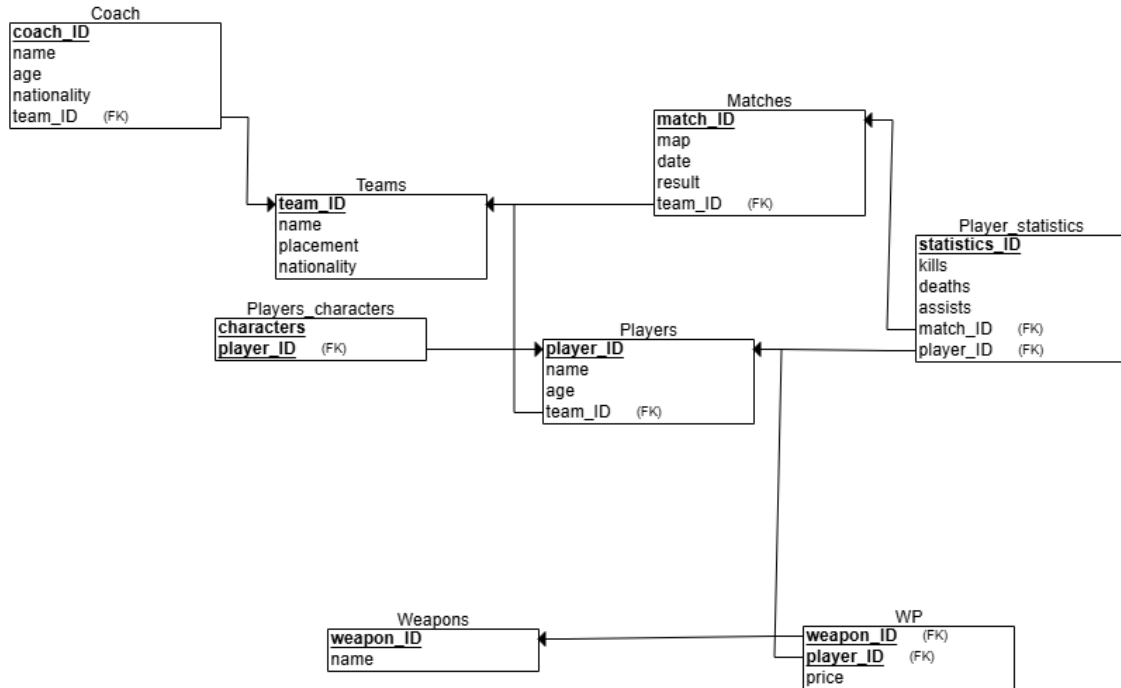 Coach
coach_ID
name
age
nationality
team_ID (FK)
Matches
match_ID
map
date
result
team_ID (FK)
Teams
team_ID
name
placement
nationality
Player_statistics
statistics_ID
kills
deaths
assists
match_ID (FK)
player_ID (FK)
Players_characters
characters
player_ID (FK)
Players
player_ID
name
age
team_ID (FK)
Weapons
weapon_ID
name
WP
weapon_ID (FK)
player_ID (FK)
price